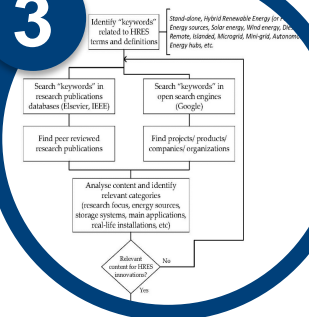 3
Identify "keywords"
related to HRES
terms and definitions
Stand-alone, Hybrid Renewable Energy (or
Energy sources, Solar energy, Wind energy,
Remote, Islanded, Microgrid, Mini-grid,
Energy hubs, etc.
Search "keywords" in
research publications
databases (Elsevier, IEEE)
Search "keywords" in
open search engines
(Google)
Find peer reviewed
research publications
Find projects/ products/
companies/ organizations
Analyse content and identify
relevant categories
(research focus, energy sources,
storage systems, main applications,
real-life installations, etc)
Relevant
content for HRES
innovations?
No
Yes